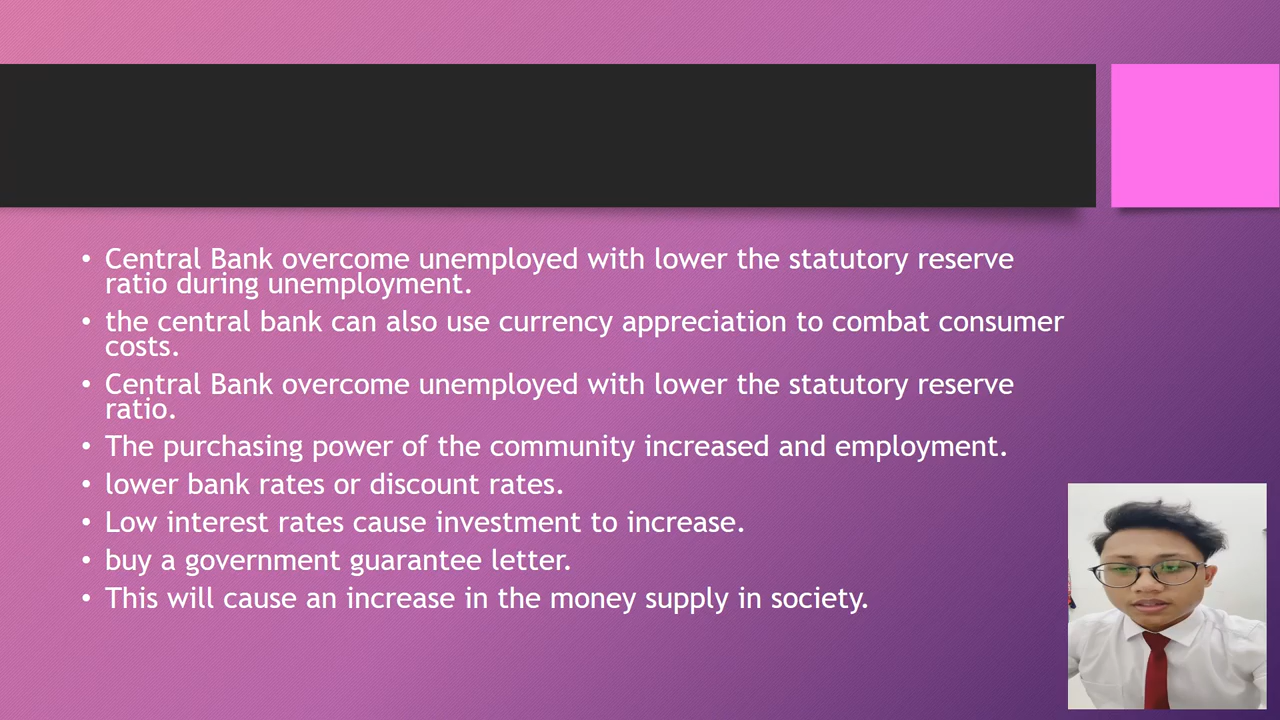 • Central Bank overcome unemployed with lower the statutory reserve
ratio during unemployment.
• the central bank can also use currency appreciation to combat consumer
costs.
• Central Bank overcome unemployed with lower the statutory reserve
ratio.
• The purchasing power of the community increased and employment.
• lower bank rates or discount rates.
• Low interest rates cause investment to increase.
• buy a government guarantee letter.
• This will cause an increase in the money supply in society.